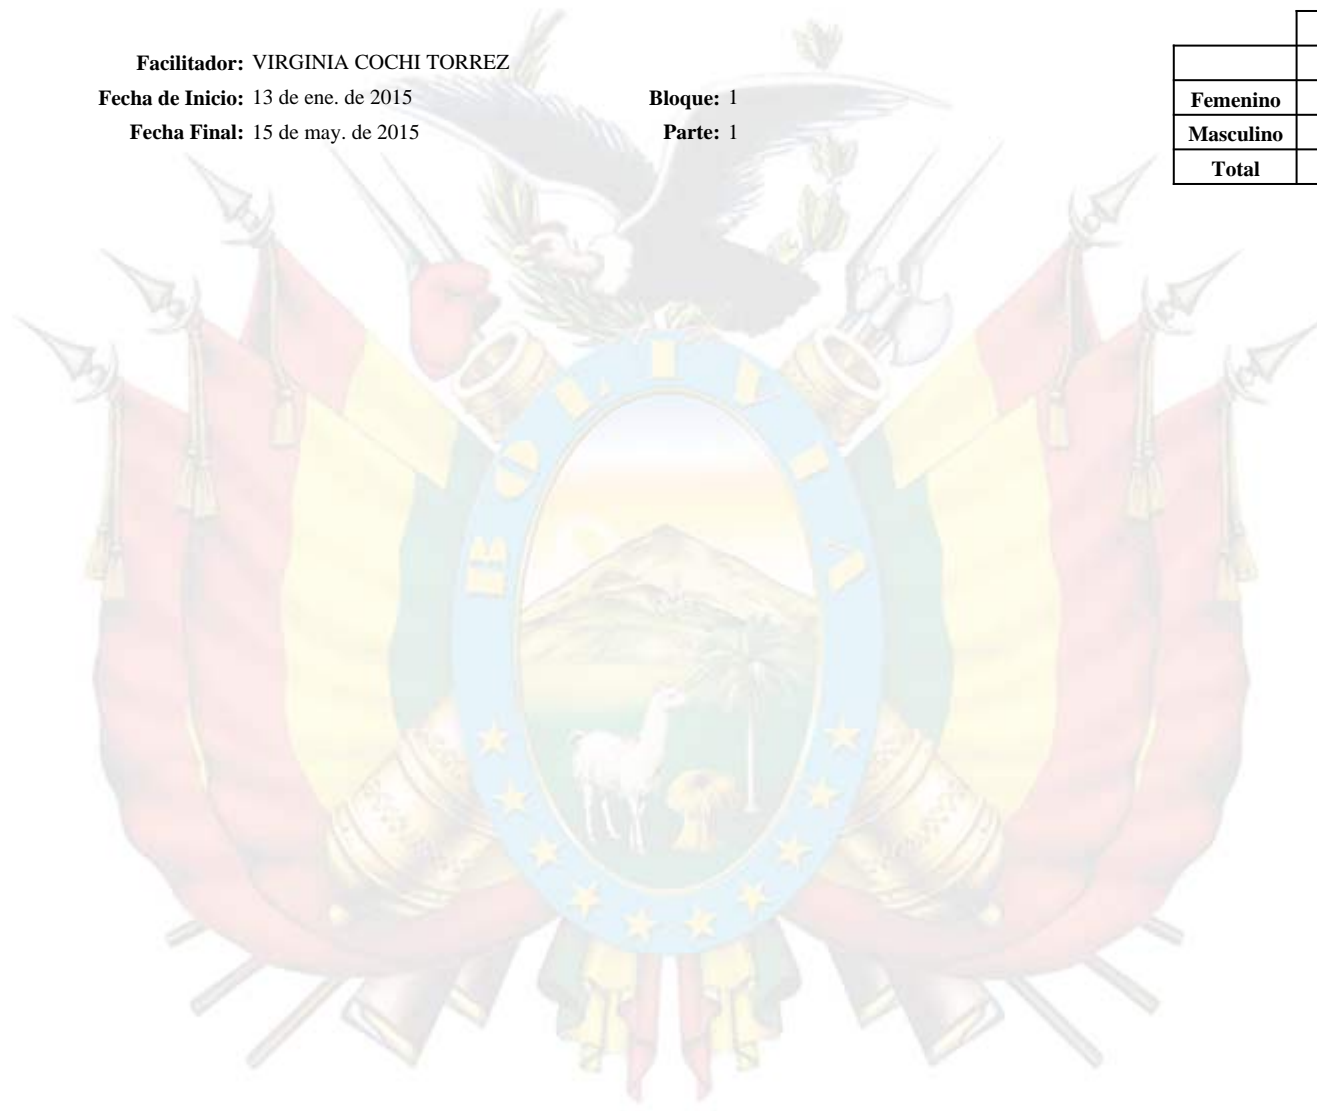 Facilitador: VIRGINIA COCHI TORREZ
Fecha de Inicio: 13 de ene. de 2015 Bloque: 1
Fecha Final: 15 de may. de 2015 Parte: 1
Femenino
Masculino
Total
BOLIVIA